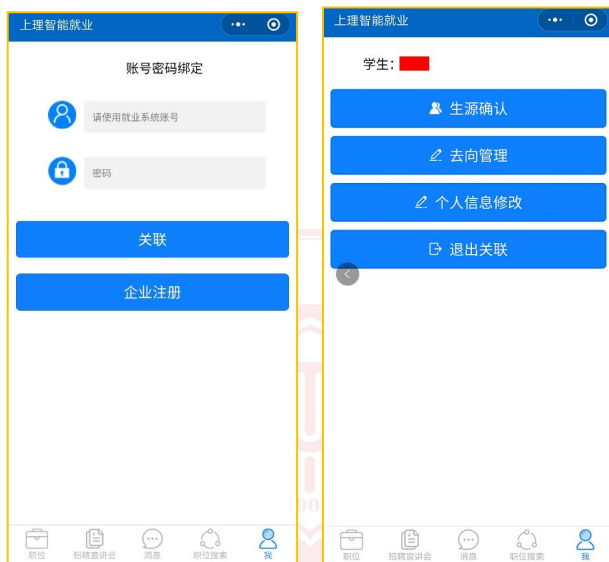 上理智能就业
账号密码绑定
请使用就业系统账号
密码
关联
企业注册
职位
招聘宣讲会
消息
职位搜索
我
上理智能就业
学生：
生源确认
去向管理
个人信息修改
退出关联
职位
招聘宣讲会
消息
职位搜索
我